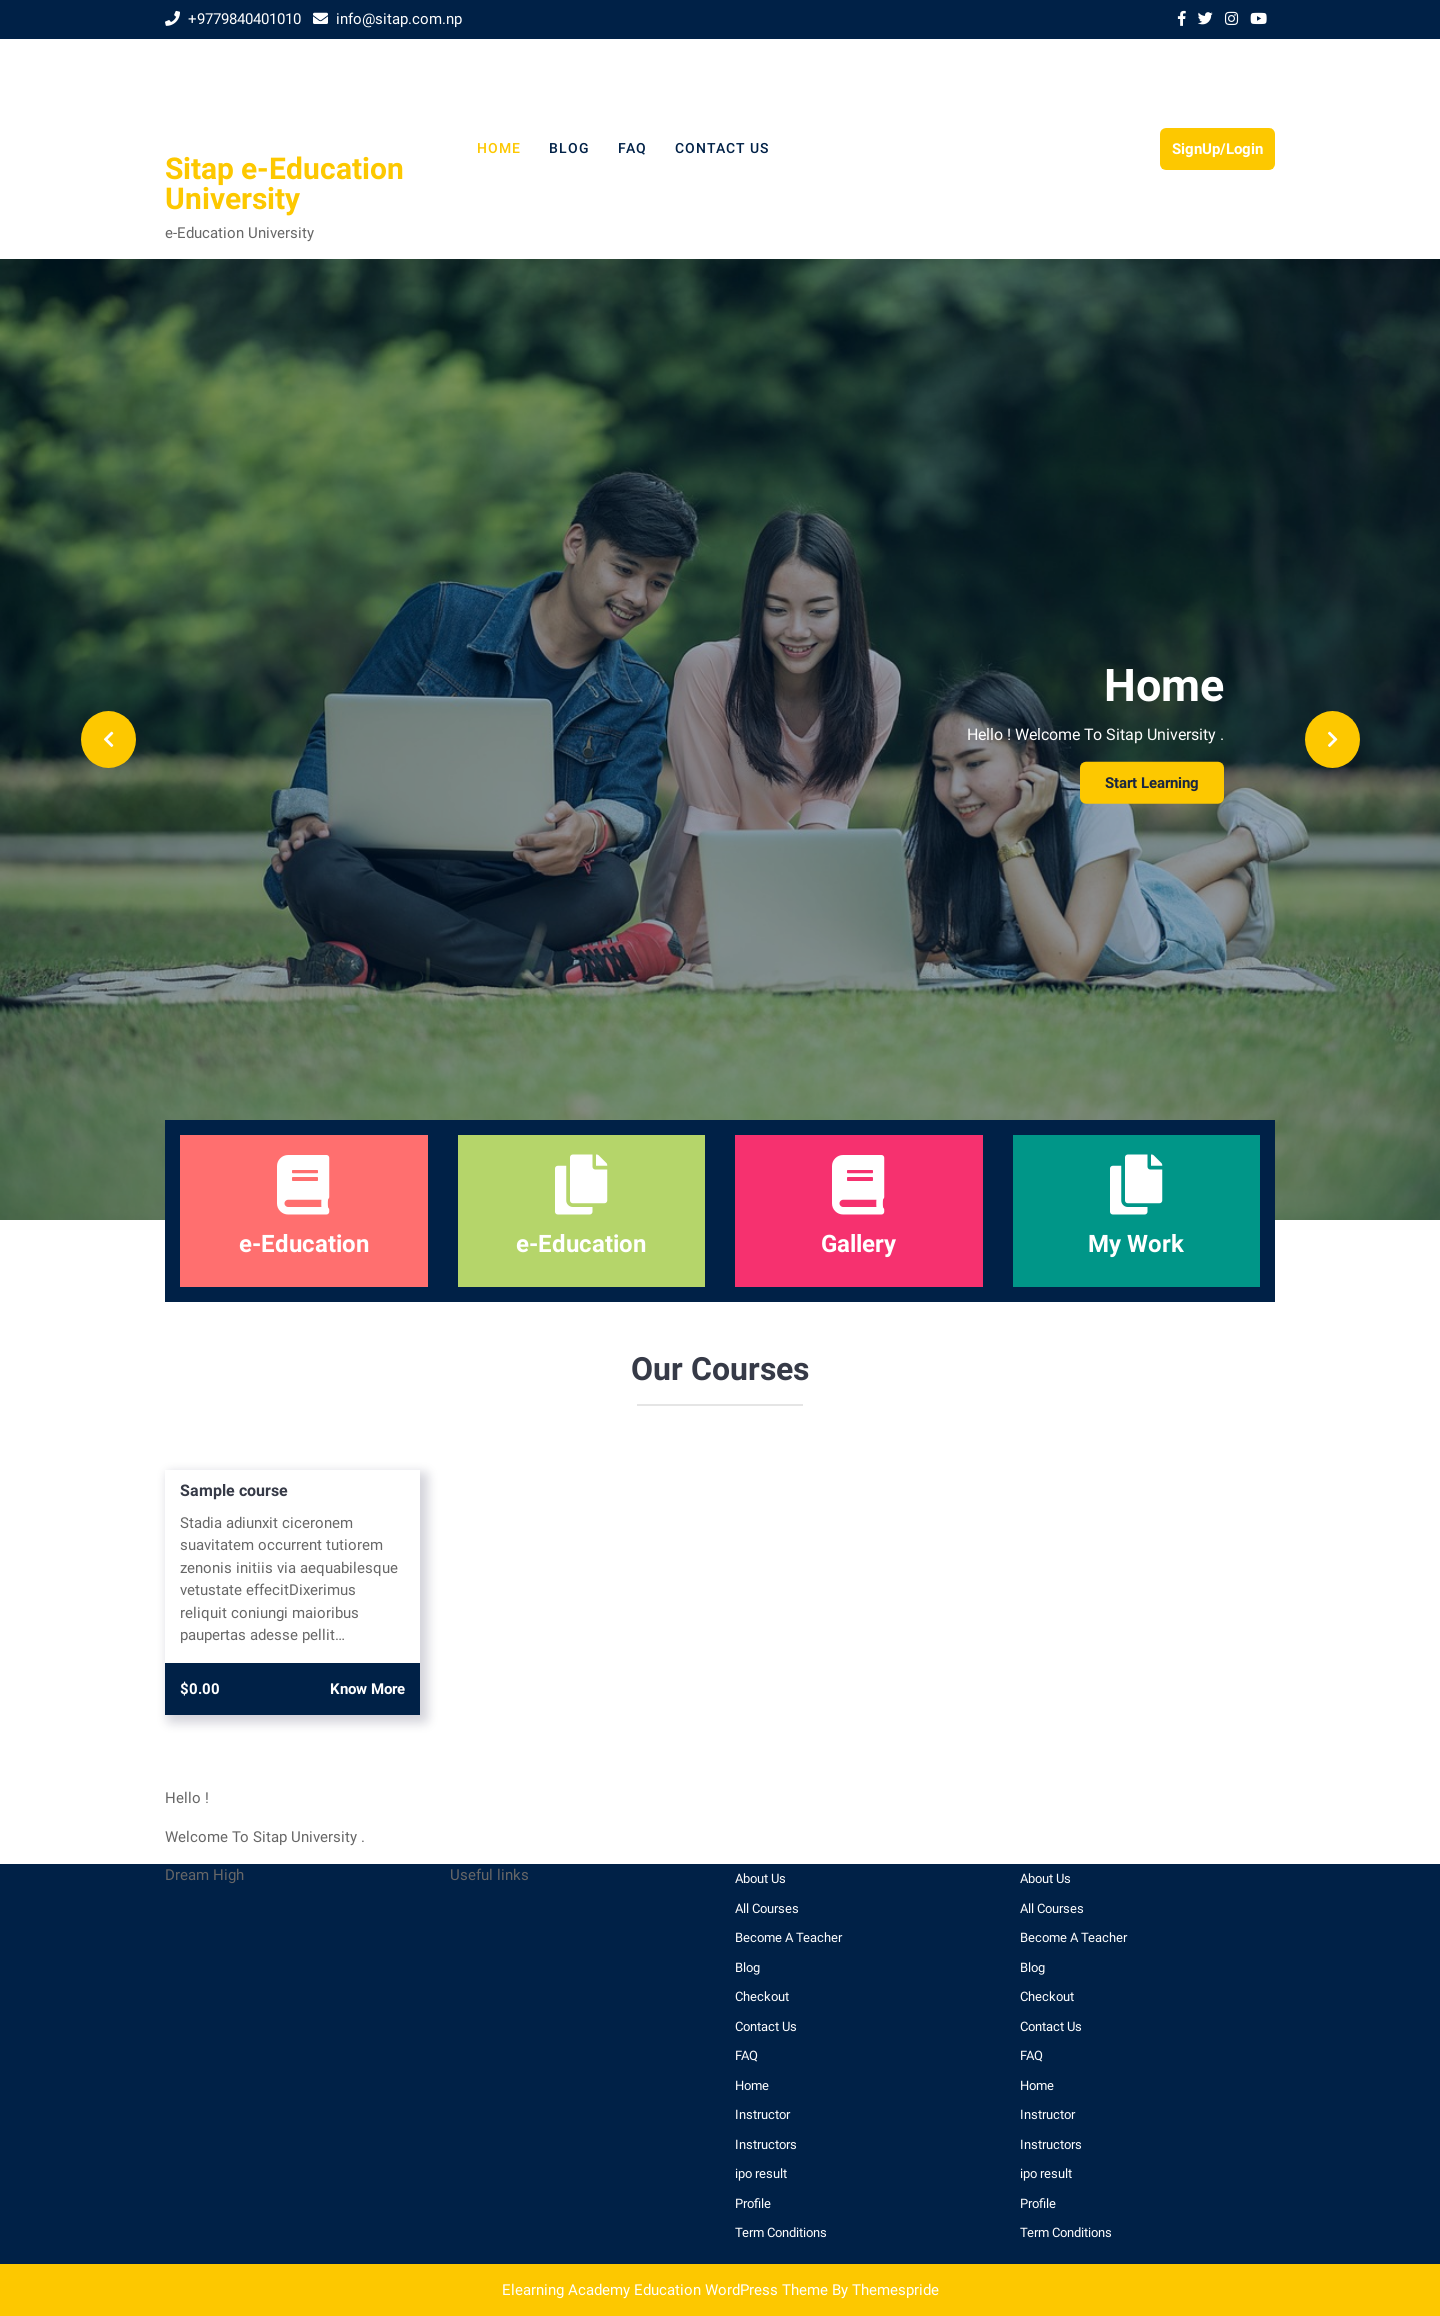 +9779840401010 info@sitap.com.np
HOME BLOG FAQ CONTACT US
SignUp/Login
Sitap e-Education
University
e-Education University
Home
Hello ! Welcome To Sitap University .
Start Learning
e-Education
e-Education
Gallery
My Work
Our Courses
Sample course
Stadia adiunxit ciceronem
suavitatem occurrent tutiorem
zenonis initiis via aequabilesque
vetustate effecitDixerimus
reliquit coniungi maioribus
paupertas adesse pellit…
$0.00 Know More
Hello !
Welcome To Sitap University .
Dream High
Useful links
About Us
All Courses
Become A Teacher
Blog
Checkout
Contact Us
FAQ
Home
Instructor
Instructors
ipo result
Profile
Term Conditions
About Us
All Courses
Become A Teacher
Blog
Checkout
Contact Us
FAQ
Home
Instructor
Instructors
ipo result
Profile
Term Conditions
Elearning Academy Education WordPress Theme By Themespride